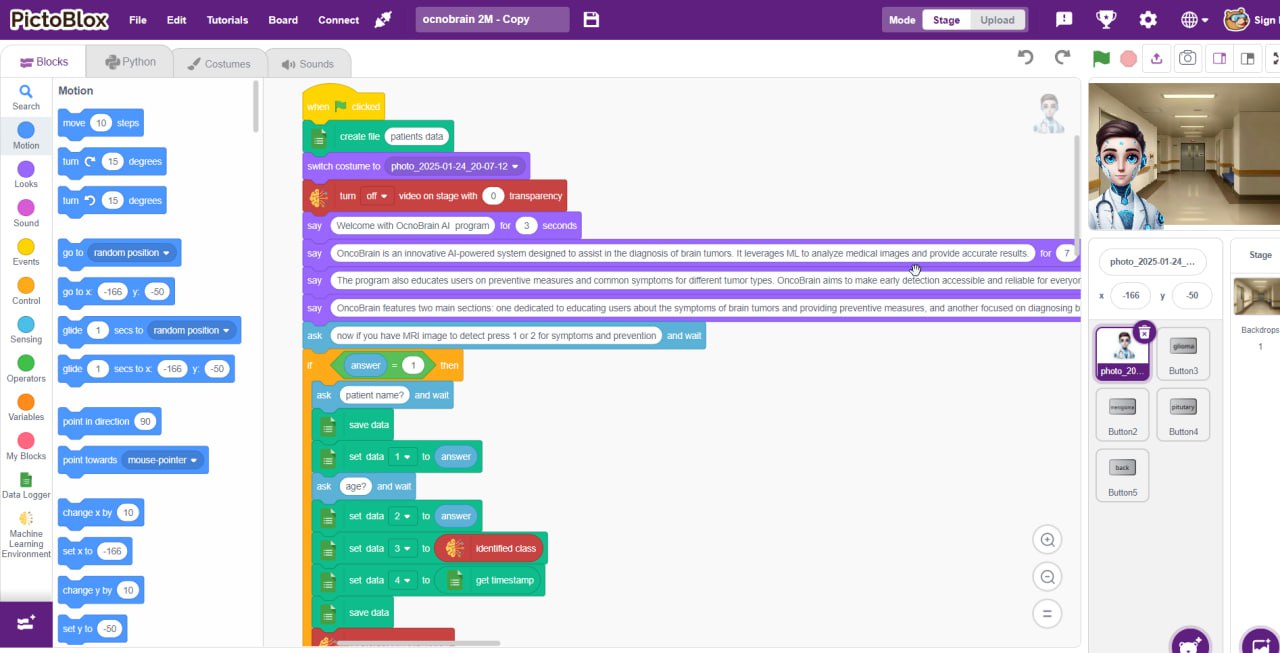 PictoBlox File Edit Tutorials Board Connect ocnobrain 2M - Copy Mode Stage Upload Sign
Blocks Python Costumes Sounds
Search
Motion
Looks
Sound
Events
Control
Sensing
Operators
Variables
My Blocks
Data Logger
Machine
Learning
Environment
Motion
move 10 steps
turn 15 degrees
turn 15 degrees
go to random position
go to x: -166 y: -50
glide 1 secs to random position
glide 1 secs to x: -166 y: -50
point in direction 90
point towards mouse-pointer
change x by 10
set x to -166
change y by 10
set y to -50
when clicked
create file patients data
switch costume to photo_2025-01-24_20-07-12
turn off video on stage with 0 transparency
say Welcome with OcnoBrain AI program for 3 seconds
say OncoBrain is an innovative AI-powered system designed to assist in the diagnosis of brain tumors. It leverages ML to analyze medical images and provide accurate results. for 7
say The program also educates users on preventive measures and common symptoms for different tumor types. OncoBrain aims to make early detection accessible and reliable for everyon
say OncoBrain features two main sections: one dedicated to educating users about the symptoms of brain tumors and providing preventive measures, and another focused on diagnosing b
ask now if you have MRI image to detect press 1 or 2 for symptoms and prevention and wait
if answer = 1 then
ask patient name? and wait
save data
set data 1 to answer
ask age? and wait
set data 2 to answer
set data 3 to identified class
set data 4 to get timestamp
save data
photo_2025-01-24_...
x -166 y -50
photo_20...
glioma
Button3
Button2
pitutary
Button4
back
Button5
Stage
Backdrops
1